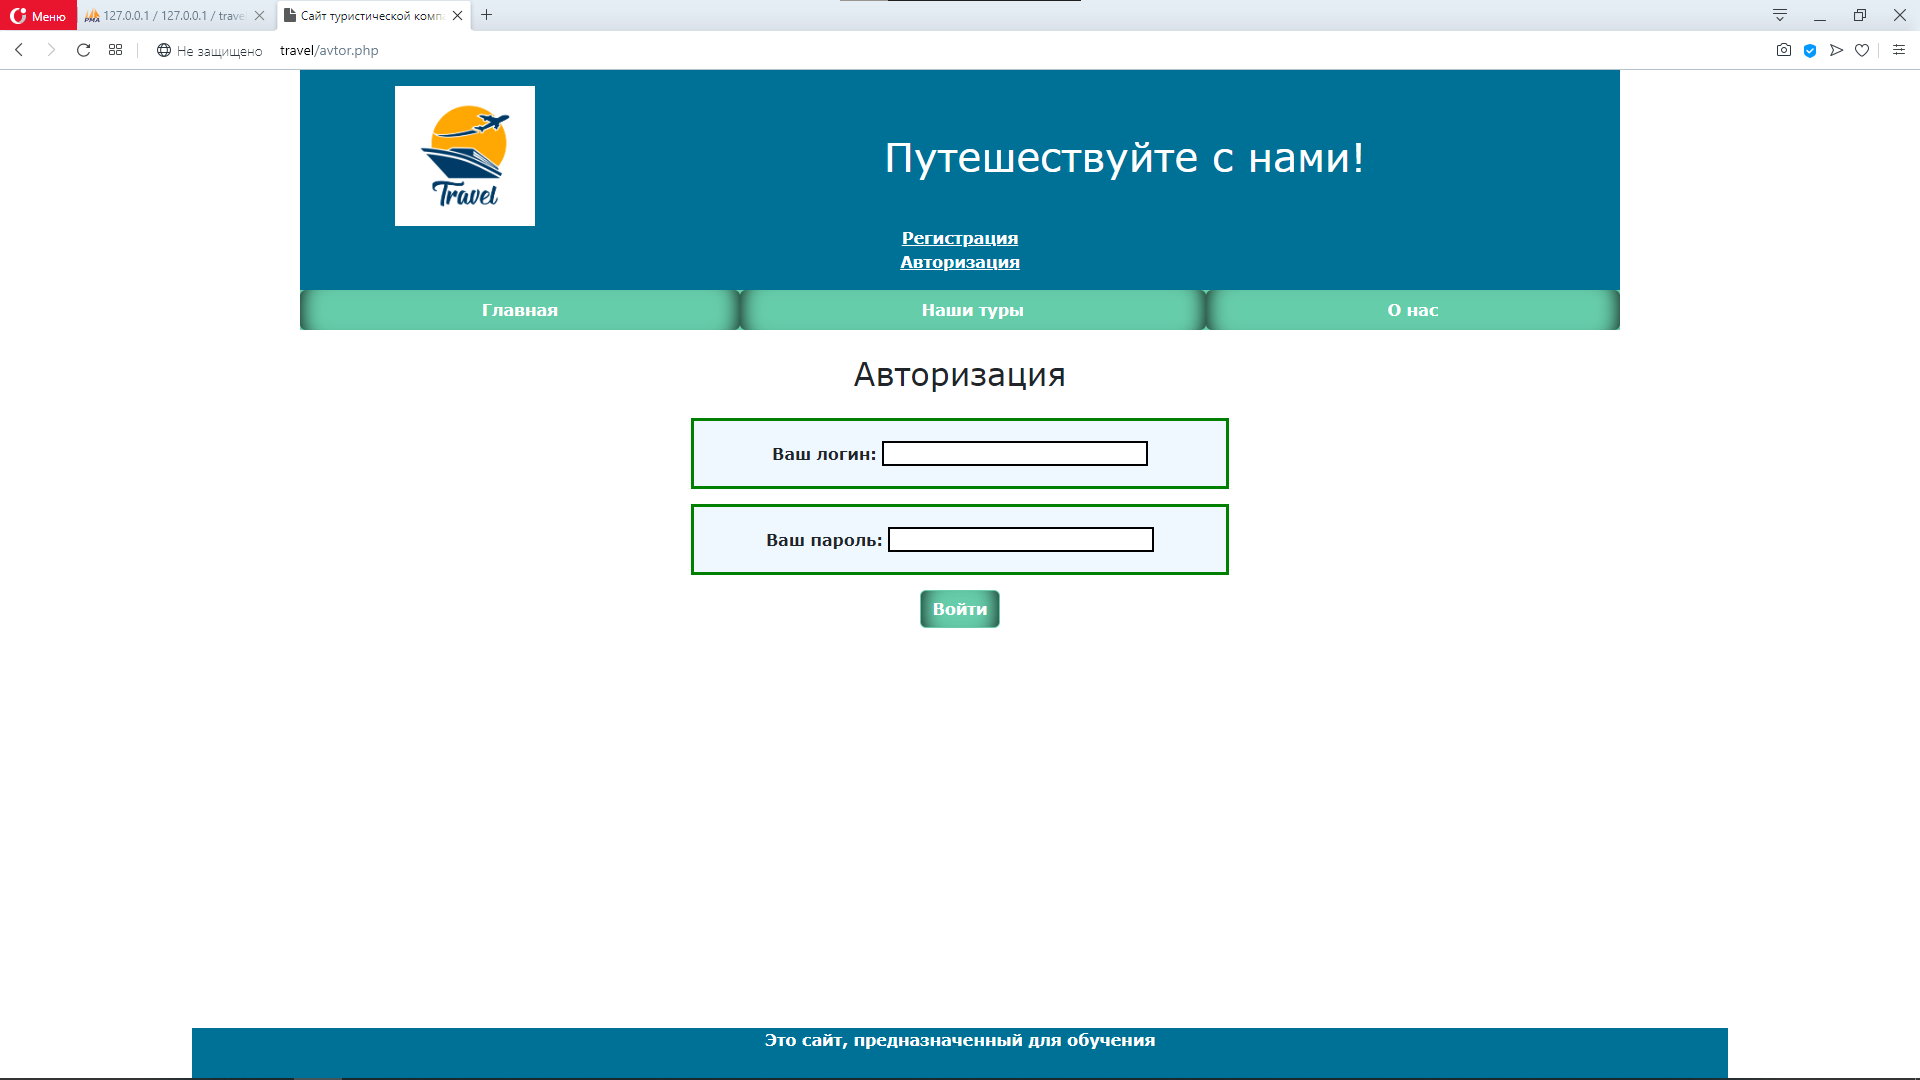 Меню
127.0.0.1 / 127.0.0.1 / trave
Сайт туристической комп
Не защищено travel/avtor.php
Travel
Путешествуйте с нами!
Регистрация
Авторизация
Главная Наши туры О нас
Авторизация
Ваш логин:
Ваш пароль:
Войти
Это сайт, предназначенный для обучения